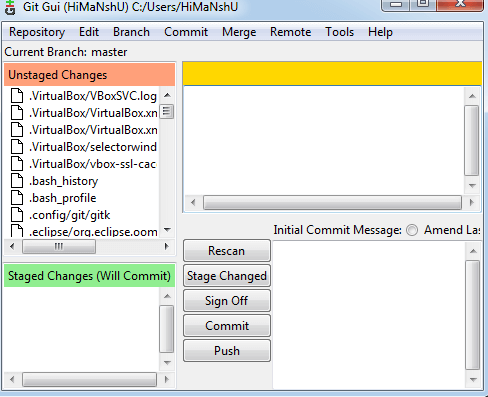 Git Gui (HiMaNshU) C:/Users/HiMaNshU
Repository Edit Branch Commit Merge Remote Tools Help
Current Branch: master
Unstaged Changes
.VirtualBox/VBoxSVC.log
.VirtualBox/VirtualBox.xn
.VirtualBox/VirtualBox.xn
.VirtualBox/selectorwind
.VirtualBox/vbox-ssl-cac
.bash_history
.bash_profile
.config/git/gitk
.eclipse/org.eclipse.oom
Staged Changes (Will Commit)
Initial Commit Message: Amend Las
Rescan
Stage Changed
Sign Off
Commit
Push